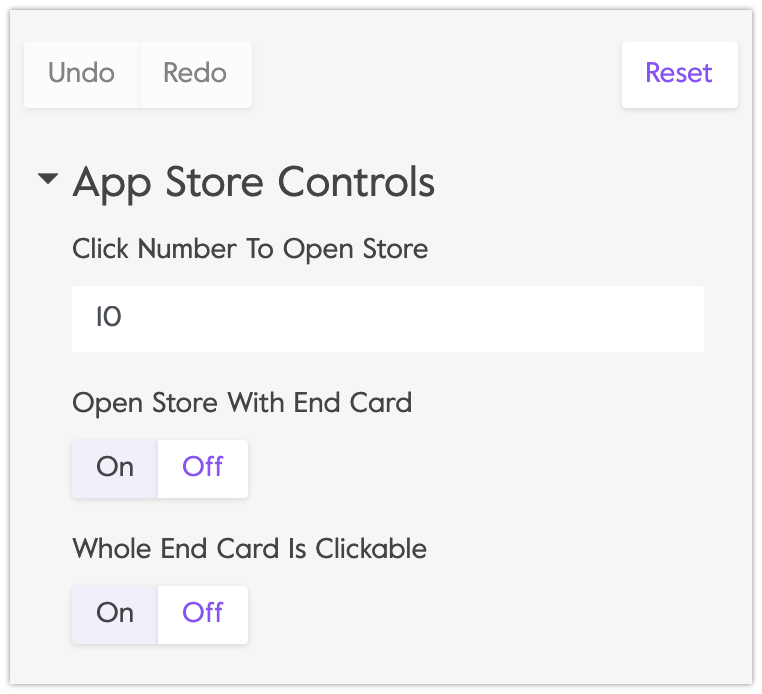 Undo Redo Reset
App Store Controls
Click Number To Open Store
10
Open Store With End Card
On Off
Whole End Card Is Clickable
On Off